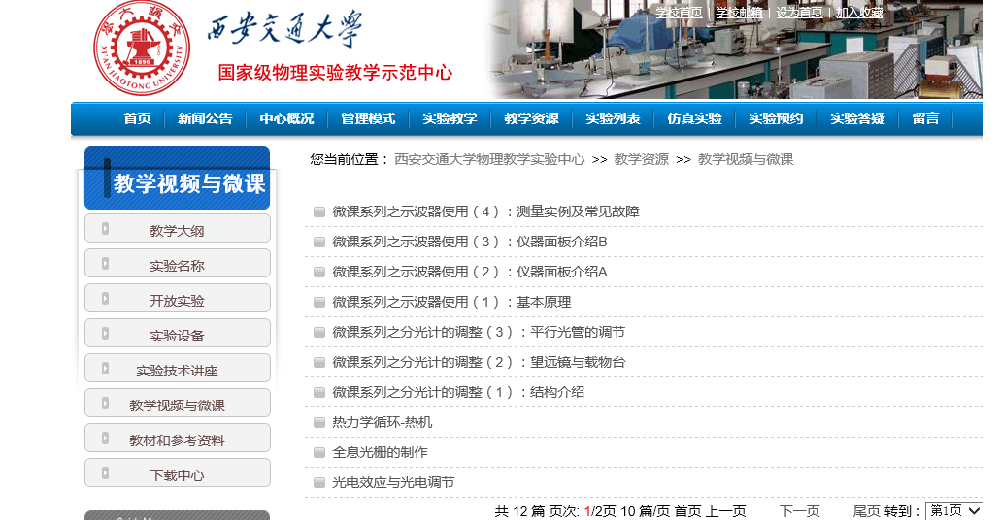 学校首页 | 学校邮箱 | 设为首页 | 加入收藏
西安交通大学
XI'AN JIAOTONG UNIVERSITY
1896
国家级物理实验教学示范中心
首页 新闻公告 中心概况 管理模式 实验教学 教学资源 实验列表 仿真实验 实验预约 实验答疑 留言
您当前位置： 西安交通大学物理教学实验中心 >> 教学资源 >> 教学视频与微课
教学视频与微课
教学大纲
实验名称
开放实验
实验设备
实验技术讲座
教学视频与微课
教材和参考资料
下载中心
微课系列之示波器使用（4）：测量实例及常见故障
微课系列之示波器使用（3）：仪器面板介绍B
微课系列之示波器使用（2）：仪器面板介绍A
微课系列之示波器使用（1）：基本原理
微课系列之分光计的调整（3）：平行光管的调节
微课系列之分光计的调整（2）：望远镜与载物台
微课系列之分光计的调整（1）：结构介绍
热力学循环-热机
全息光栅的制作
光电效应与光电调节
共 12 篇 页次: 1/2页 10 篇/页 首页 上一页 下一页 尾页 转到：第1页